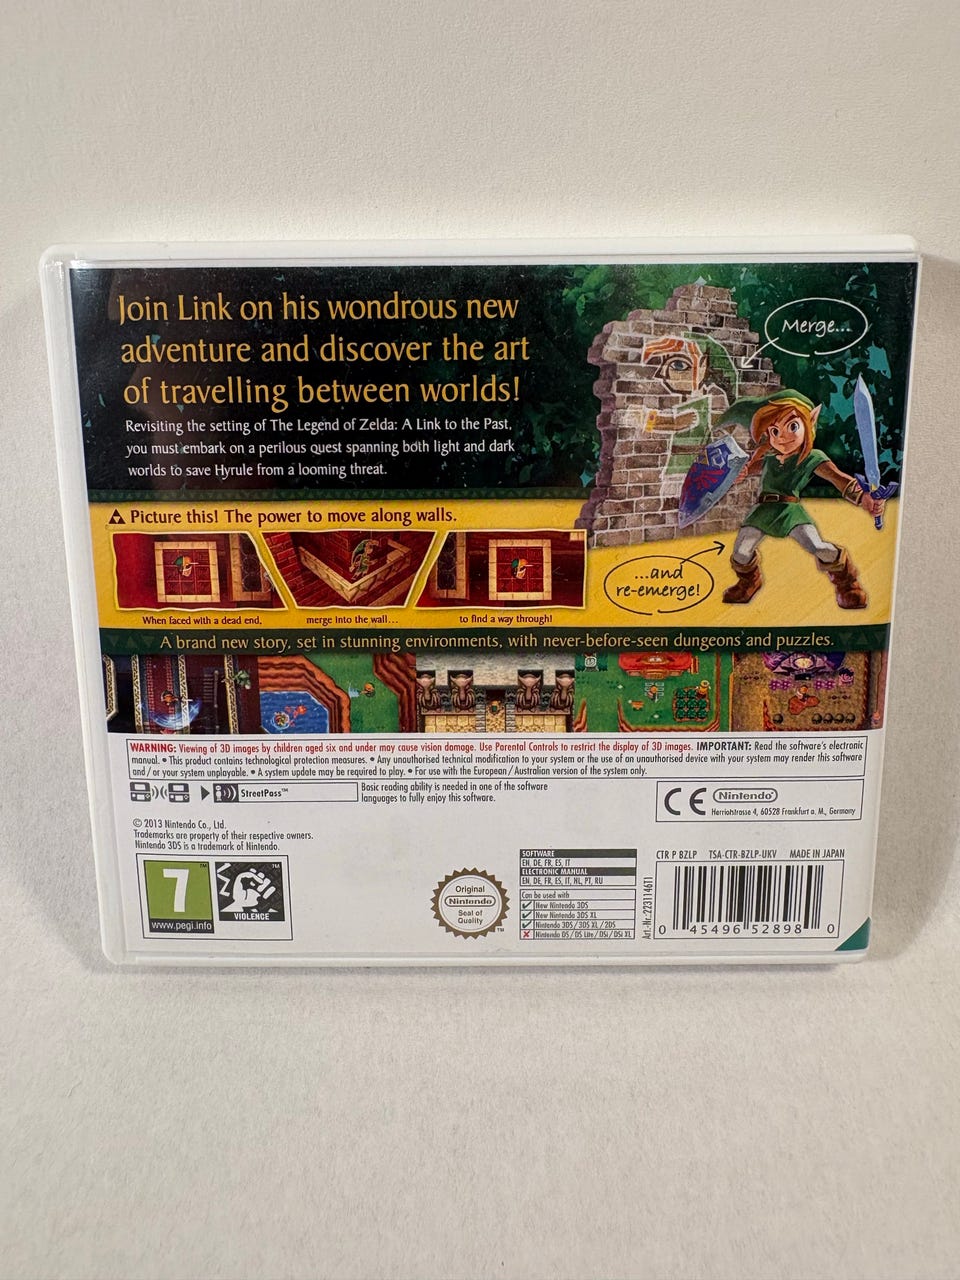 Join Link on his wondrous new
adventure and discover the art
of travelling between worlds!
Revisiting the setting of The Legend of Zelda: A Link to the Past,
you must embark on a perilous quest spanning both light and dark
worlds to save Hyrule from a looming threat.
Merge...
...and
re-emerge!
Picture this! The power to move along walls.
When faced with a dead end,
merge into the wall...
to find a way through!
A brand new story, set in stunning environments, with never-before-seen dungeons and puzzles.
WARNING: Viewing of 3D images by children aged six and under may cause vision damage. Use Parental Controls to restrict the display of 3D images. IMPORTANT: Read the software's electronic
manual. • This product contains technological protection measures. • Any unauthorised technical modification to your system or the use of an unauthorised device with your system may render this software
and/or your system unplayable. • A system update may be required to play. • For use with the European/Australian version of the system only.
StreetPass™
Basic reading ability is needed in one of the software
languages to fully enjoy this software.
CE
Nintendo®
Herriotstrasse 4, 60528 Frankfurt a. M., Germany
© 2013 Nintendo Co., Ltd.
Trademarks are property of their respective owners.
Nintendo 3DS is a trademark of Nintendo.
7™
www.pegi.info
™
VIOLENCE
Original
Nintendo
Seal of
Quality
™
SOFTWARE
EN, DE, FR, ES, IT
ELECTRONIC MANUAL
EN, DE, FR, ES, IT, NL, PT, RU
Can be used with
New Nintendo 3DS
New Nintendo 3DS XL
Nintendo 3DS/3DS XL/2DS
Nintendo DS/DS Lite/DSi/DSi XL
CTR P BZLP TSA-CTR-BZLP-UKV MADE IN JAPAN
Art.-Nr.: 2231146T1
0 45496 52898 0